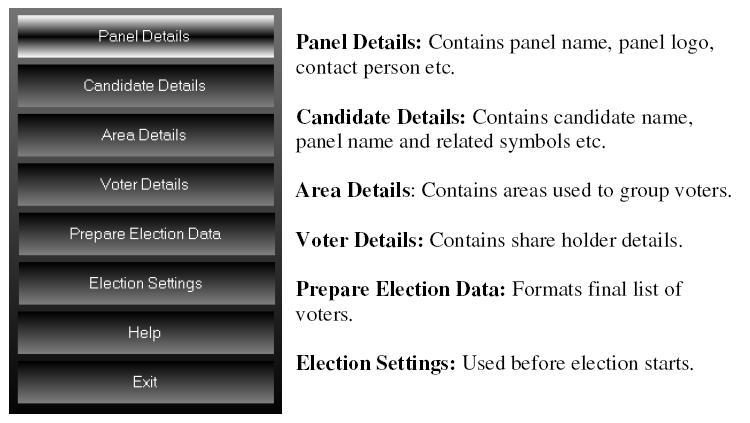 Panel Details
Candidate Details
Area Details
Voter Details
Prepare Election Data
Election Settings
Help
Exit
Panel Details: Contains panel name, panel logo,
contact person etc.
Candidate Details: Contains candidate name,
panel name and related symbols etc.
Area Details: Contains areas used to group voters.
Voter Details: Contains share holder details.
Prepare Election Data: Formats final list of
voters.
Election Settings: Used before election starts.